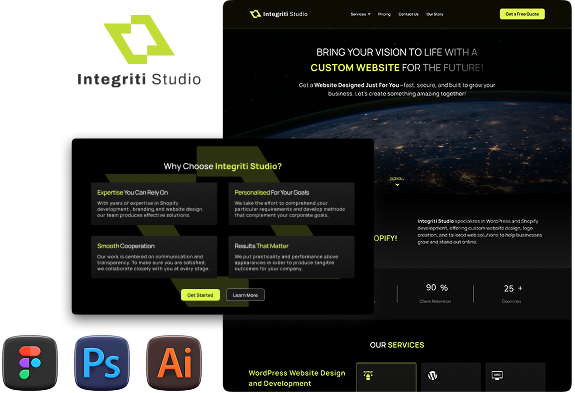 Integriti Studio
Integriti Studio
Services
Pricing
Contact Us
Our Story
Get a Free Quote
BRING YOUR VISION TO LIFE WITH A
CUSTOM WEBSITE FOR THE FUTURE!
Get a Website Designed Just For You—fast, secure, and built to grow your
business. Let's create something amazing together!
SCROLL
Why Choose Integriti Studio?
Expertise You Can Rely On
With years of expertise in Shopify
development, branding, and website design,
our team produces effective solutions.
Personalised For Your Goals
We take the effort to comprehend your
particular requirements and develop methods
that complement your corporate goals.
Smooth Cooperation
Our work is centered on communication and
transparency. To make sure you are satisfied,
we collaborate closely with you at every stage.
Results That Matter
We put practicality and performance above
appearances in order to produce tangible
outcomes for your company.
Get Started
Learn More
OPIFY!
Integriti Studio specializes in WordPress and Shopify
development, offering custom website design, logo
creation, and tailored web solutions to help businesses
grow and stand out online.
90 %
Client Retention
25 +
Countries
OUR SERVICES
WordPress Website Design
and Development
Ps
Ai